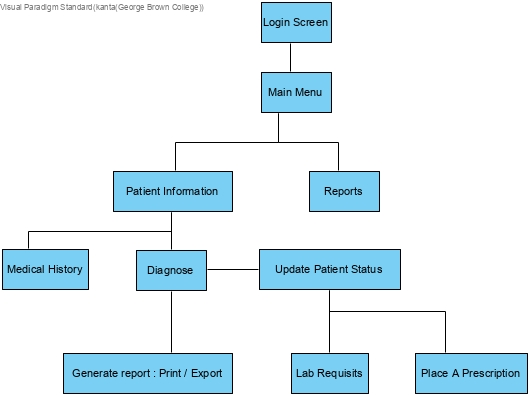 Visual Paradigm Standard(kanta(George Brown College))
Login Screen
Main Menu
Patient Information
Reports
Medical History
Diagnose
Update Patient Status
Generate report : Print / Export
Lab Requisits
Place A Prescription